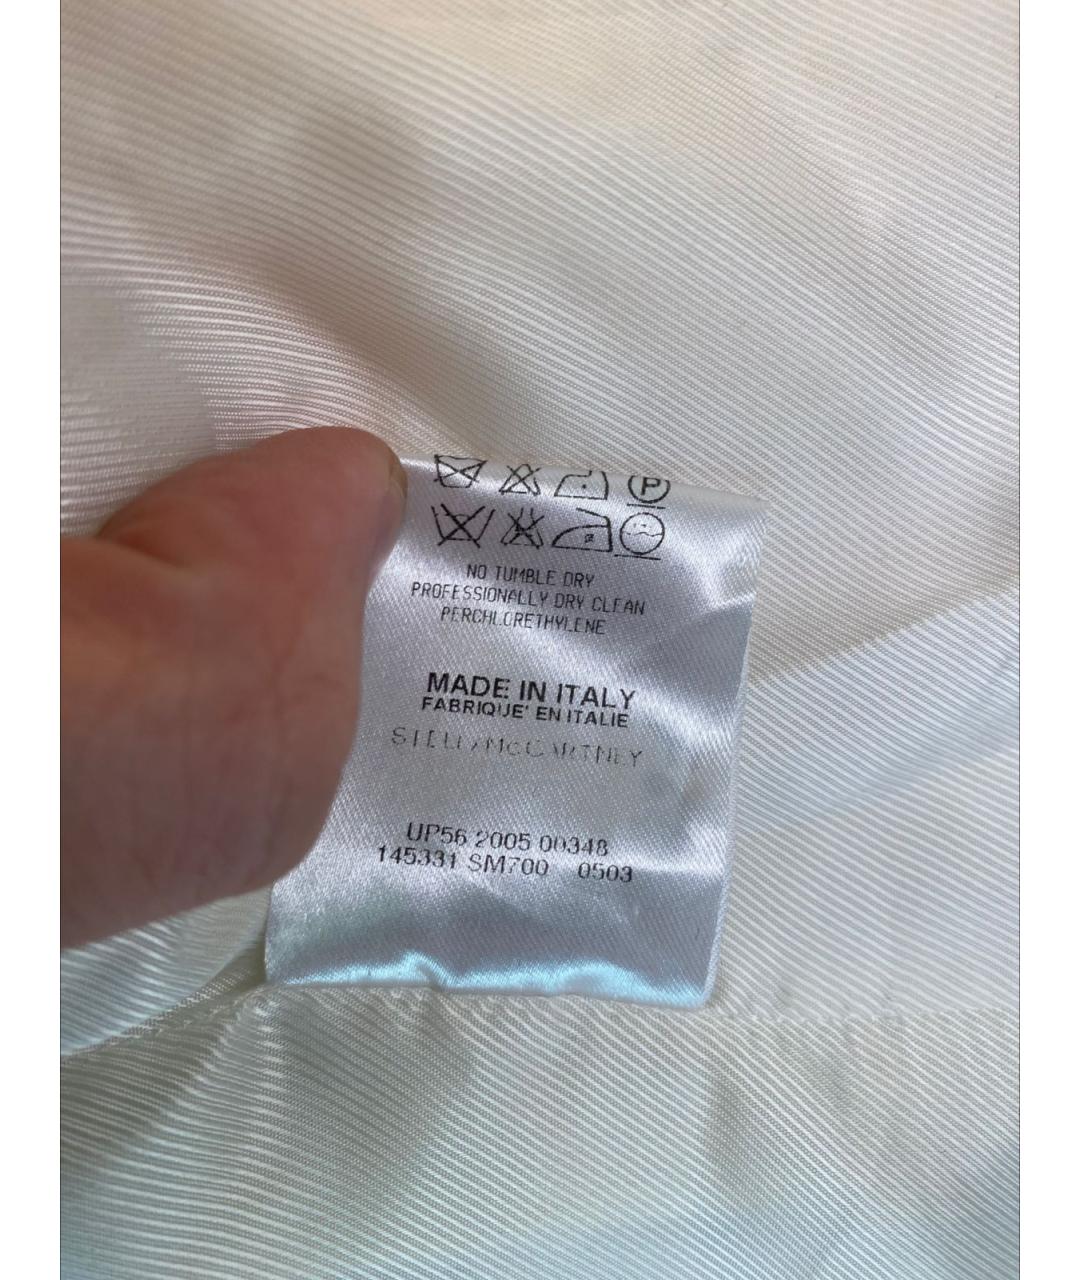 P
NO TUMBLE DRY
PROFESSIONALLY DRY CLEAN
PERCHLORETHYLENE
MADE IN ITALY
FABRIQUE' EN ITALIE
STELLA McCARTNEY
UP56 2005 00348
145331 SM700 0503